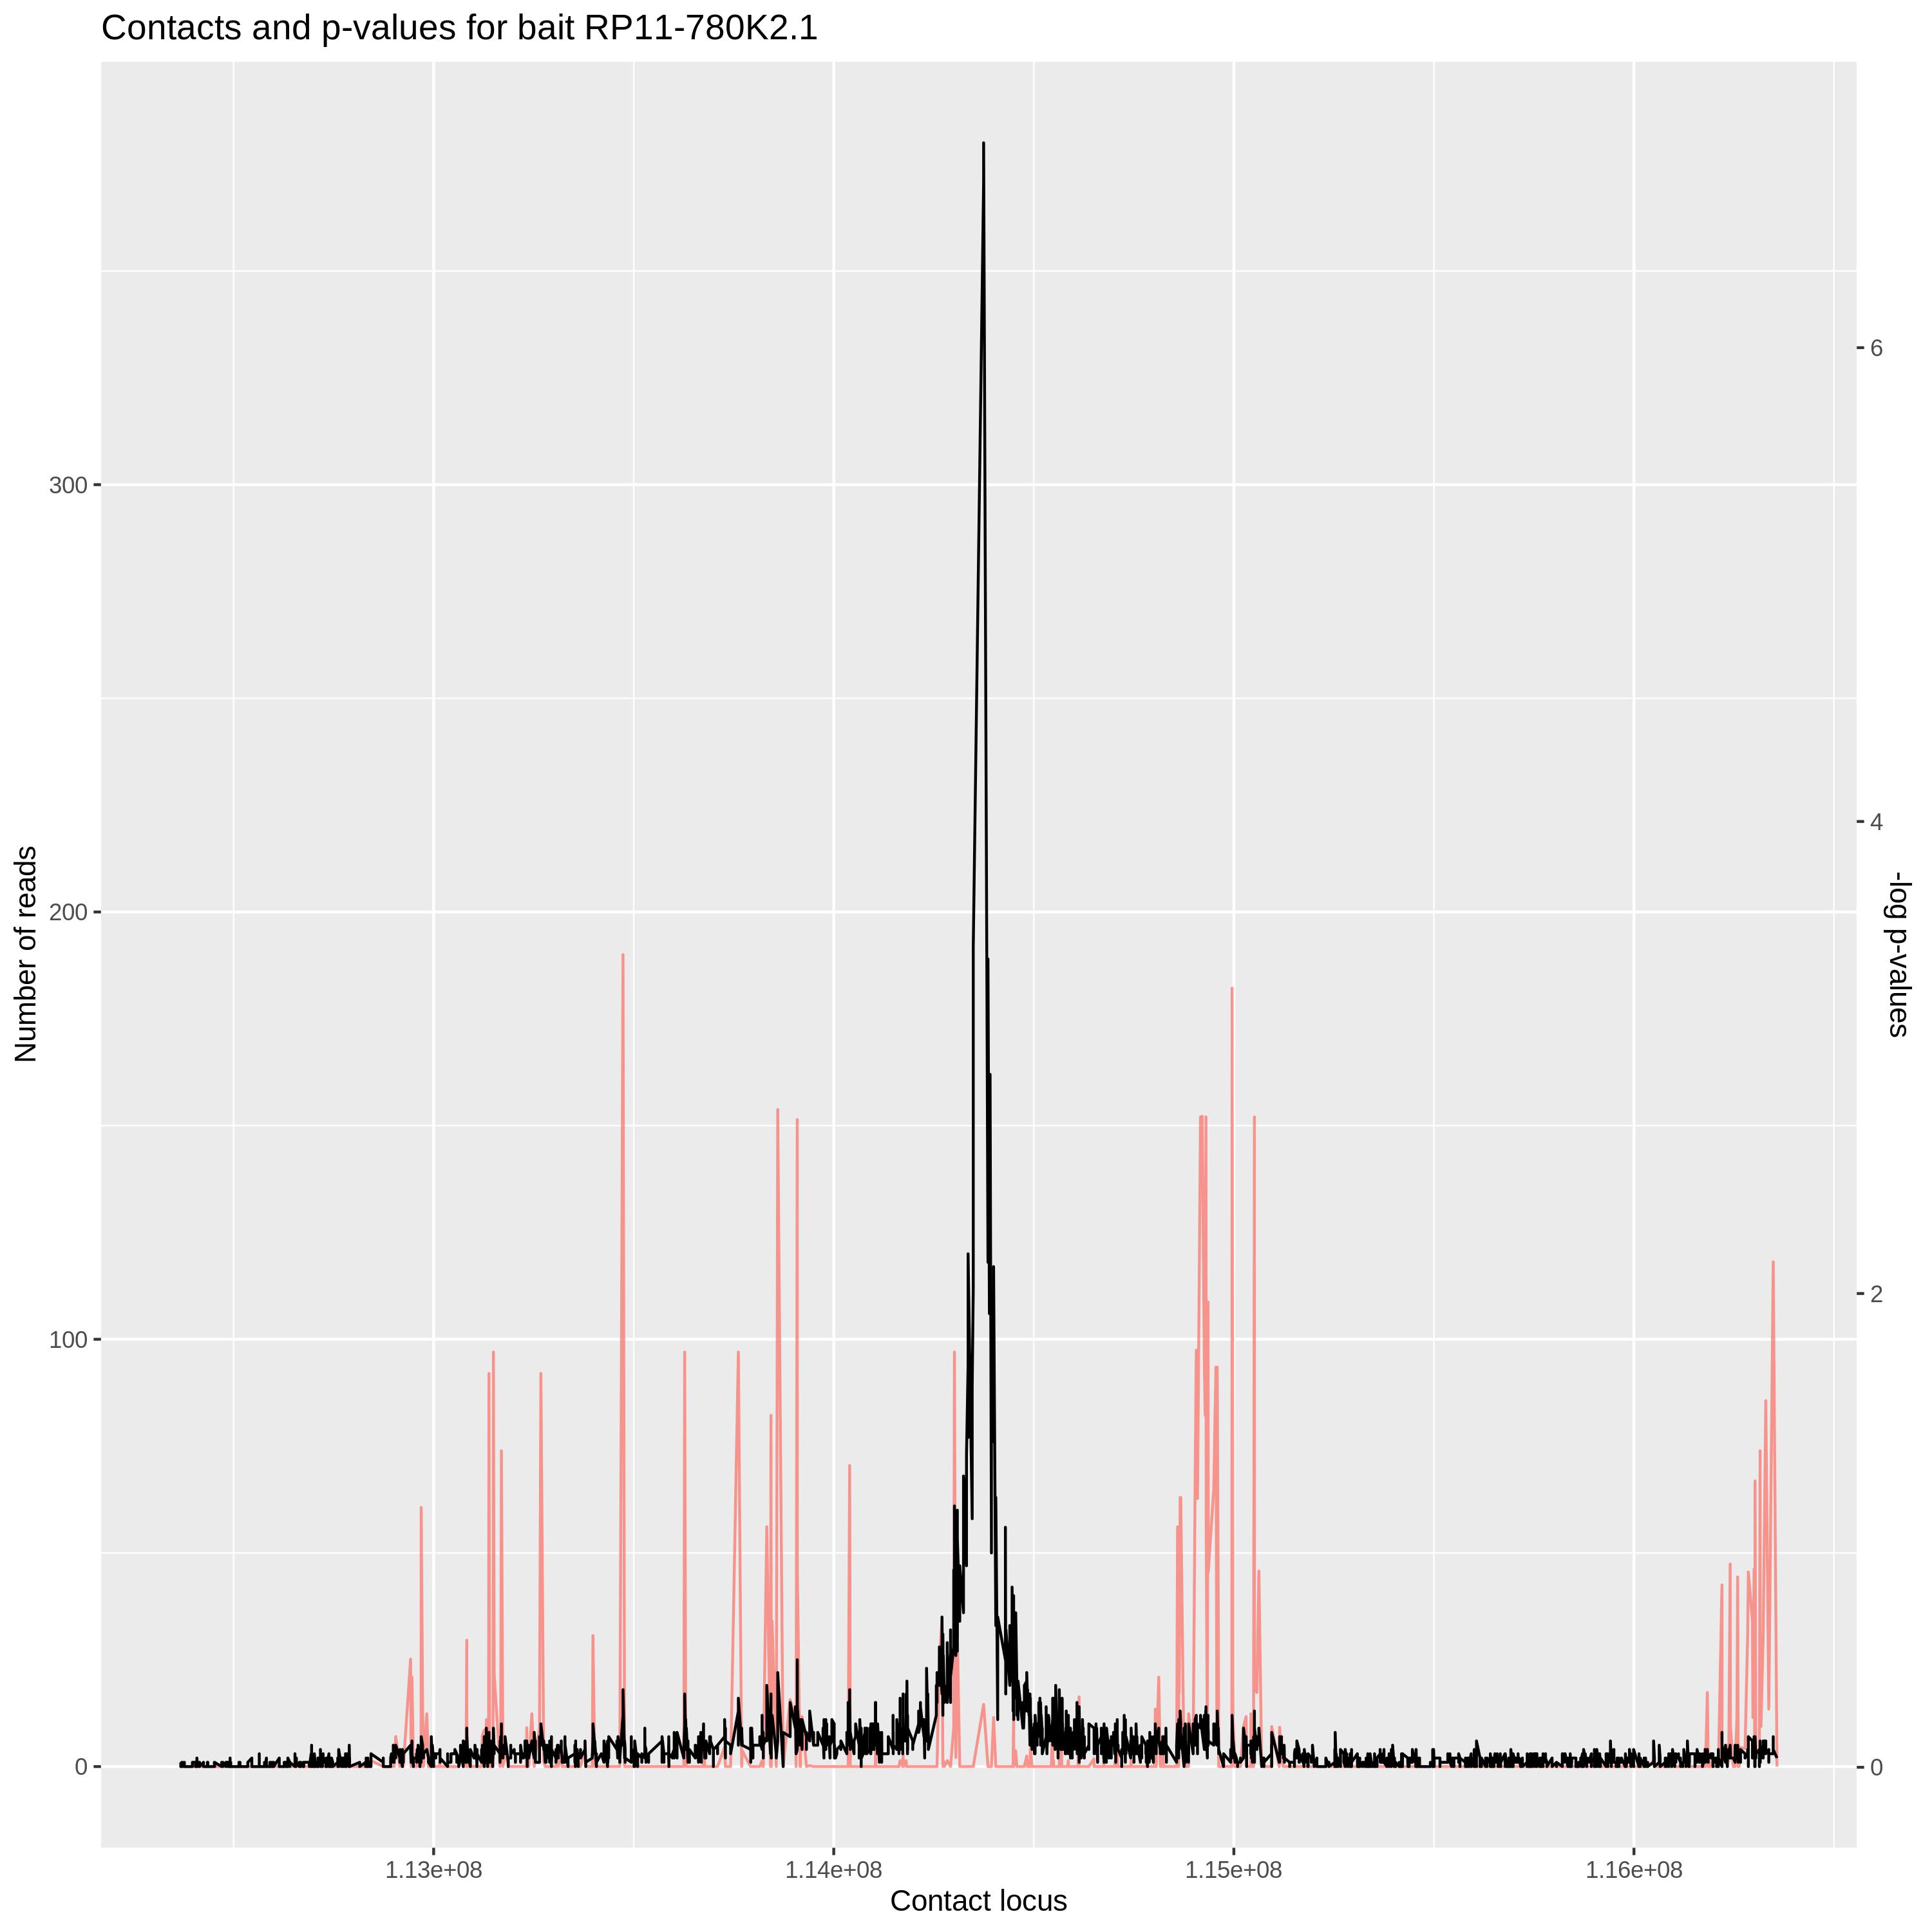 Contacts and p-values for bait RP11-780K2.1
Number of reads
300
200
100
0
6
4
2
0
-log p-values
1.13e+08
1.14e+08
1.15e+08
1.16e+08
Contact locus